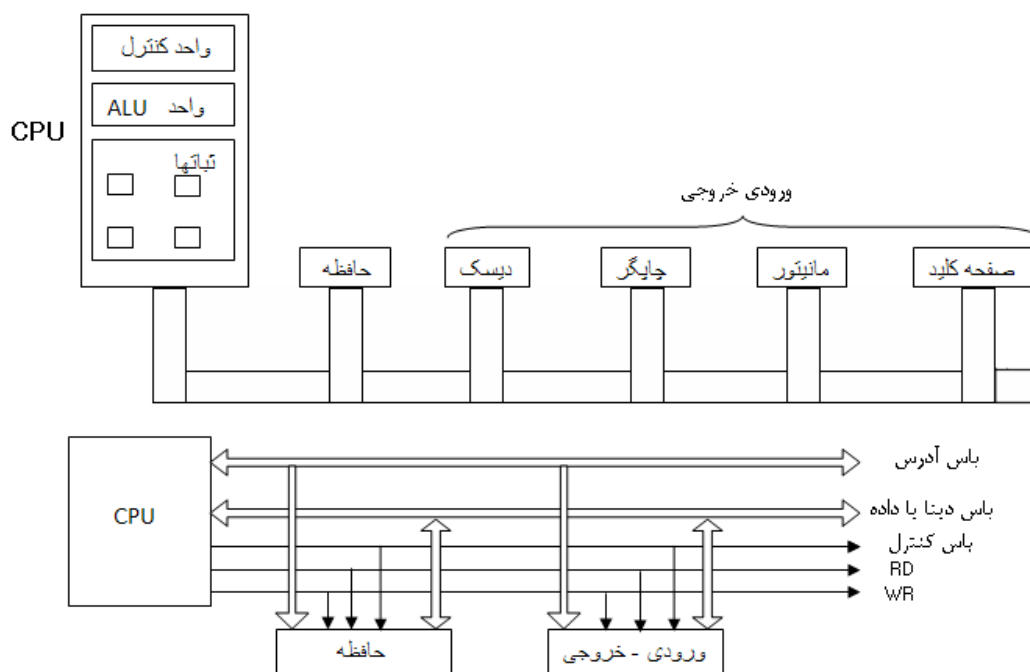 واحد کنترل
واحد ALU
CPU
ثباتها
ورودی خروجی
حافظه
دیسک
چاپگر
مانیتور
صفحه کلید
باس آدرس
CPU
باس دیتا یا داده
باس کنترل
RD
WR
حافظه
ورودی - خروجی